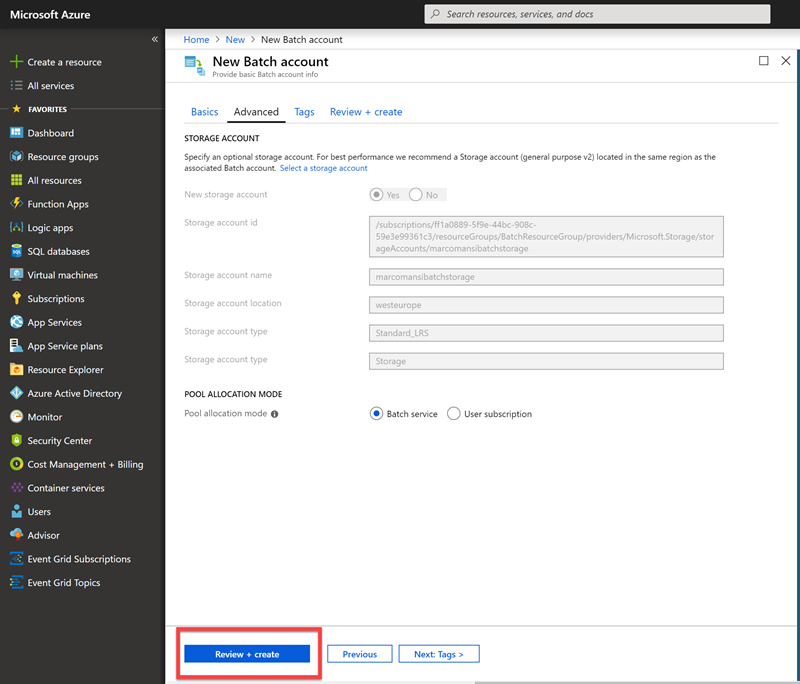 Microsoft Azure
Search resources, services, and docs
«
Create a resource
All services
FAVORITES
Dashboard
Resource groups
All resources
Function Apps
Logic apps
SQL databases
Virtual machines
Subscriptions
App Services
App Service plans
Resource Explorer
Azure Active Directory
Monitor
Security Center
Cost Management + Billing
Container services
Users
Advisor
Event Grid Subscriptions
Event Grid Topics
Home > New > New Batch account
New Batch account
Provide basic Batch account info
Basics Advanced Tags Review + create
STORAGE ACCOUNT
Specify an optional storage account. For best performance we recommend a Storage account (general purpose v2) located in the same region as the
associated Batch account. Select a storage account
New storage account Yes No
Storage account id /subscriptions/ff1a0889-5f9e-44bc-908c-
59e3e99361c3/resourceGroups/BatchResourceGroup/providers/Microsoft.Storage/stor
ageAccounts/marcomansibatchstorage
Storage account name marcomansibatchstorage
Storage account location westeurope
Storage account type Standard_LRS
Storage account type Storage
POOL ALLOCATION MODE
Pool allocation mode Batch service User subscription
Review + create Previous Next: Tags >